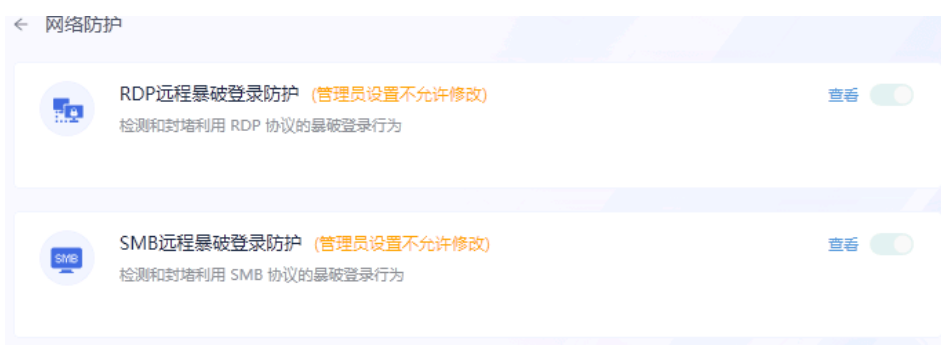 ← 网络防护
RDP远程暴破登录防护 (管理员设置不允许修改)
查看
检测和封堵利用 RDP 协议的暴破登录行为
SMB
SMB远程暴破登录防护 (管理员设置不允许修改)
查看
检测和封堵利用 SMB 协议的暴破登录行为